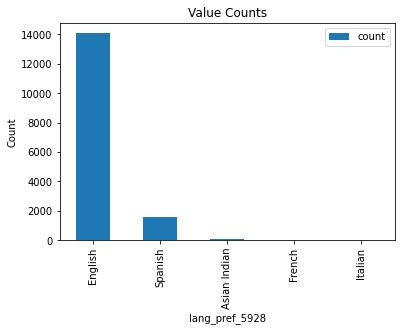 Value Counts
count
14000
12000
10000
8000
6000
4000
2000
0
Count
English
Spanish
Asian Indian
French
Italian
lang_pref_5928